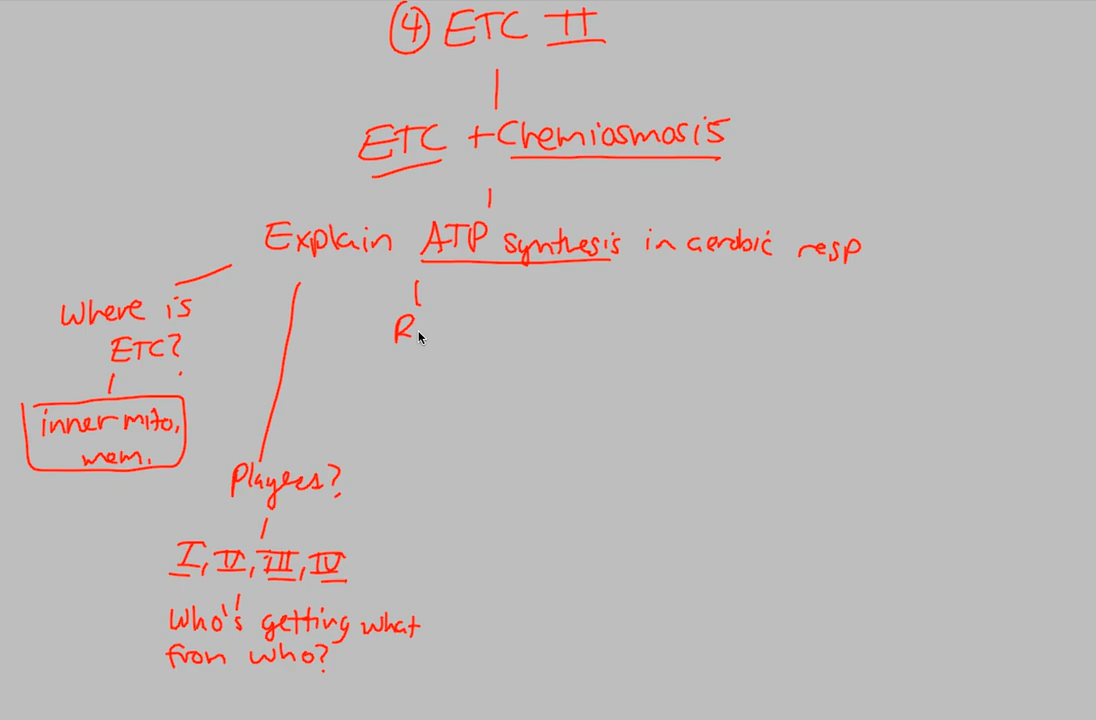 ④ ETC II
ETC + Chemiosmosis
Explain ATP synthesis in aerobic resp
Where is
ETC?
inner mito.
mem.
R
Players?
I, II, III, IV
Who's getting what
from who?